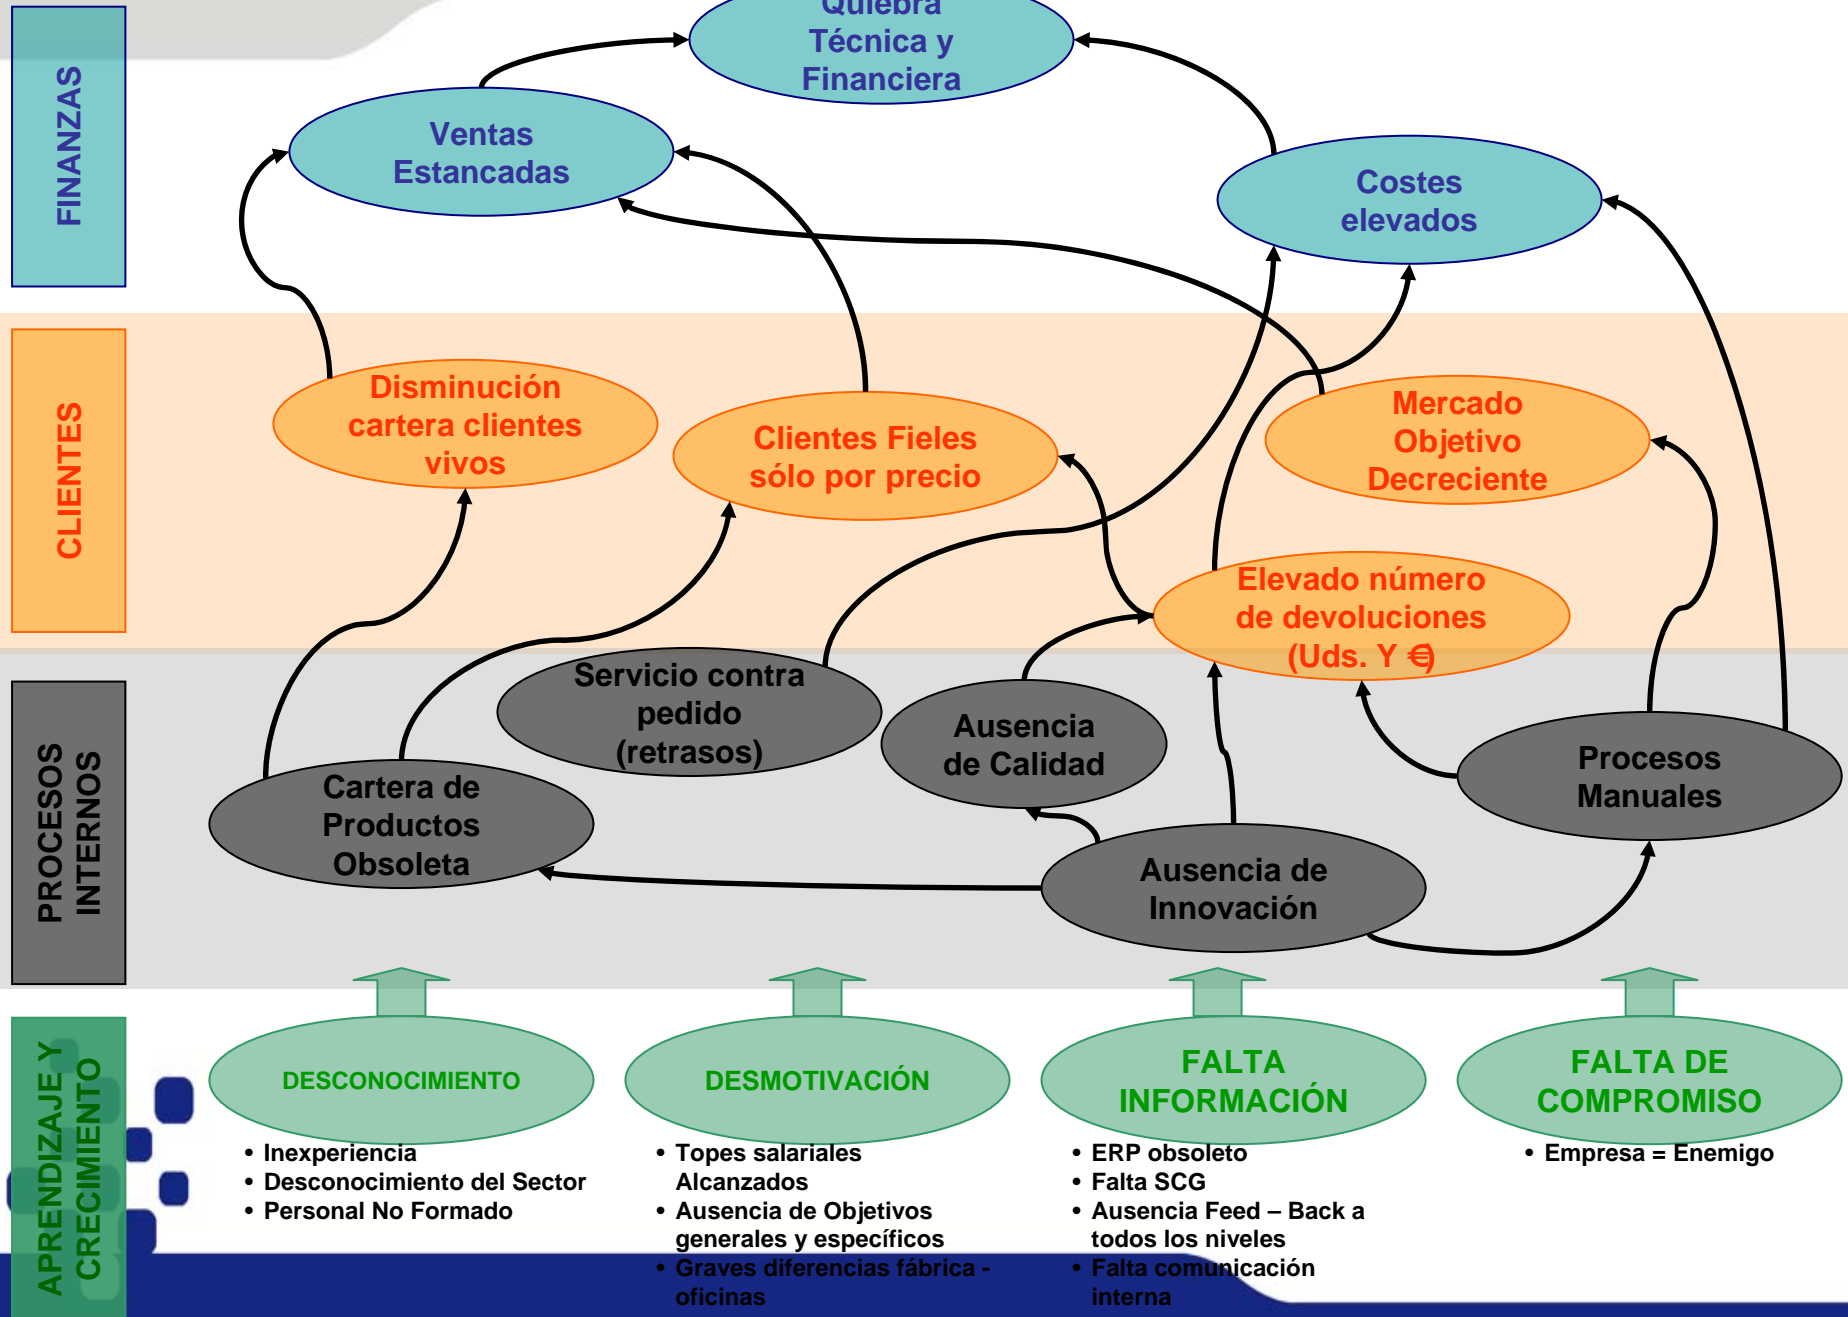 FINANZAS
Quiebra
Técnica y
Financiera
Ventas
Estancadas
Costes
elevados
CLIENTES
Disminución
cartera clientes
vivos
Clientes Fieles
sólo por precio
Mercado
Objetivo
Decreciente
Elevado número
de devoluciones
(Uds. Y €)
PROCESOS
INTERNOS
Servicio contra
pedido
(retrasos)
Ausencia
de Calidad
Procesos
Manuales
Cartera de
Productos
Obsoleta
Ausencia de
Innovación
APRENDIZAJE Y
CRECIMIENTO
DESCONOCIMIENTO
• Inexperiencia
• Desconocimiento del Sector
• Personal No Formado
DESMOTIVACIÓN
• Topes salariales
Alcanzados
• Ausencia de Objetivos
generales y específicos
• Graves diferencias fábrica -
oficinas
FALTA
INFORMACIÓN
• ERP obsoleto
• Falta SCG
• Ausencia Feed – Back a
todos los niveles
• Falta comunicación
interna
FALTA DE
COMPROMISO
• Empresa = Enemigo